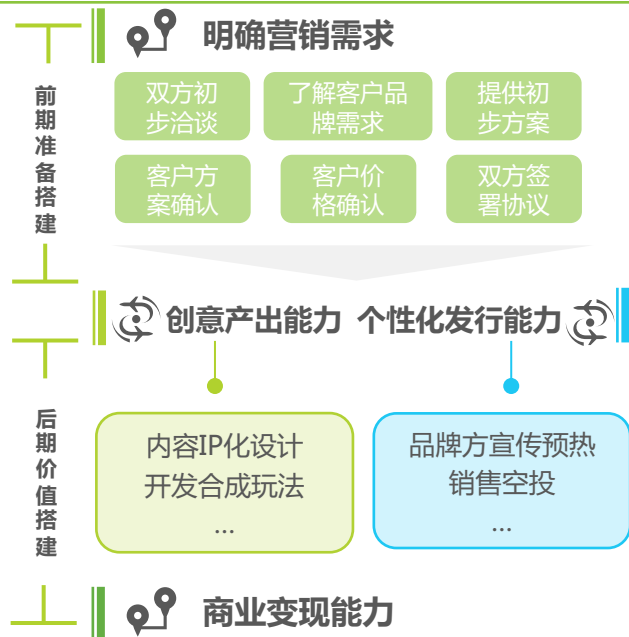 明确营销需求
前期准备搭建
双方初
步洽谈
了解客户品
牌需求
提供初
步方案
客户方
案确认
客户价
格确认
双方签
署协议
创意产出能力
个性化发行能力
后期价值搭建
内容IP化设计
开发合成玩法
...
品牌方宣传预热
销售空投
...
商业变现能力